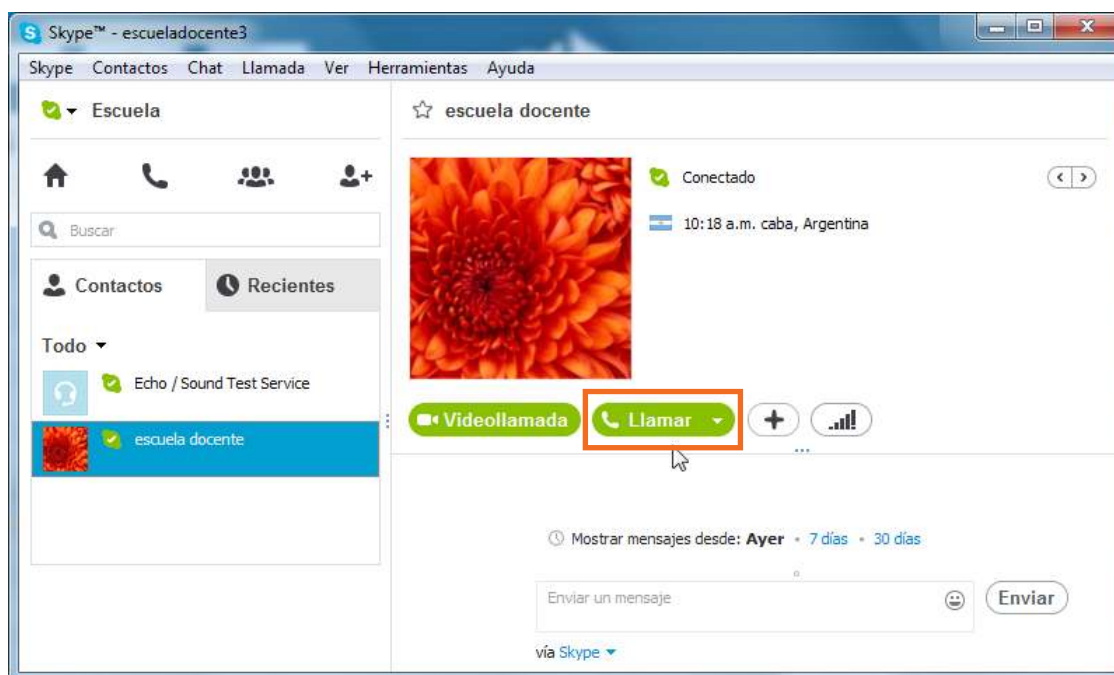 Skype™ - escueladocente3
Skype Contactos Chat Llamada Ver Herramientas Ayuda
Escuela
Buscar
Contactos Recientes
Todo
Echo / Sound Test Service
escuela docente
escuela docente
Conectado
10:18 a.m. caba, Argentina
Videollamada Llamar
Mostrar mensajes desde: Ayer • 7 días • 30 días
Enviar un mensaje Enviar
vía Skype